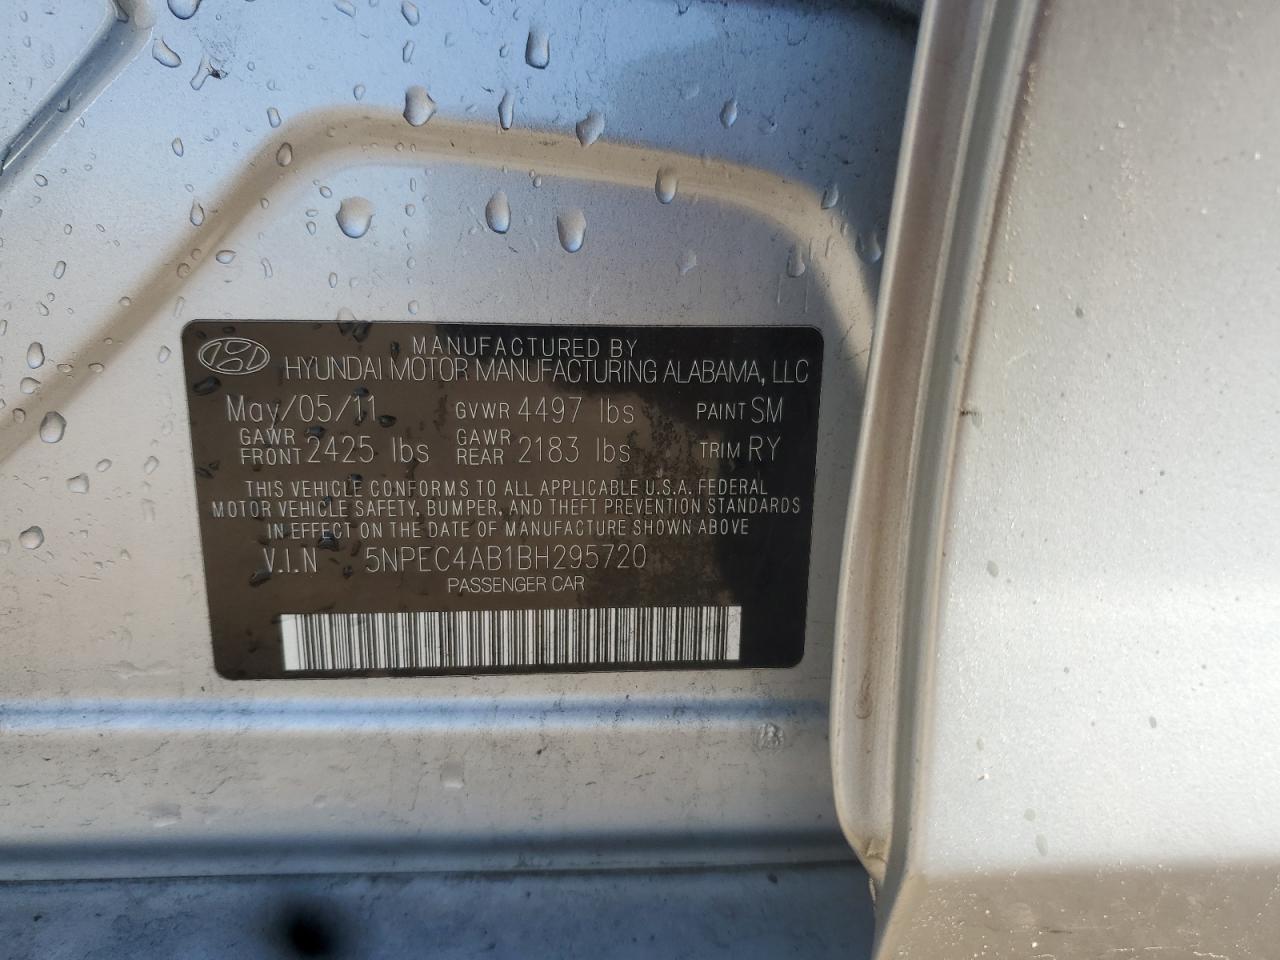 MANUFACTURED BY
HYUNDAI MOTOR MANUFACTURING ALABAMA, LLC
May/05/11 GVWR 4497 lbs PAINT SM
GAWR FRONT 2425 lbs GAWR REAR 2183 lbs TRIM RY
THIS VEHICLE CONFORMS TO ALL APPLICABLE U.S.A. FEDERAL
MOTOR VEHICLE SAFETY, BUMPER, AND THEFT PREVENTION STANDARDS
IN EFFECT ON THE DATE OF MANUFACTURE SHOWN ABOVE
V.I.N 5NPEC4AB1BH295720
PASSENGER CAR